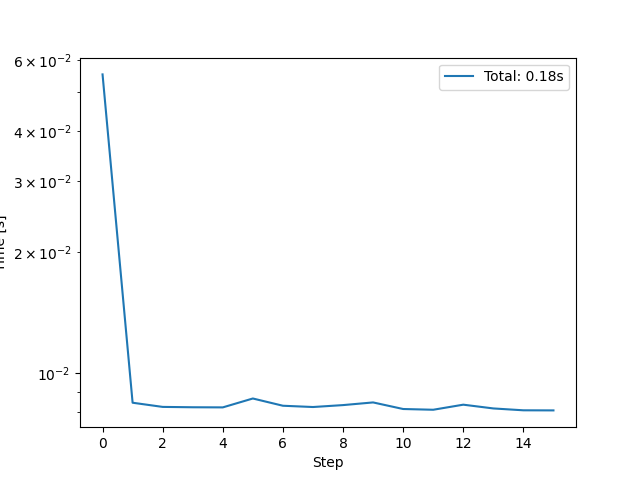 Total: 0.18s
6 × 10⁻²
4 × 10⁻²
3 × 10⁻²
2 × 10⁻²
10⁻²
Time [s]
0 2 4 6 8 10 12 14
Step